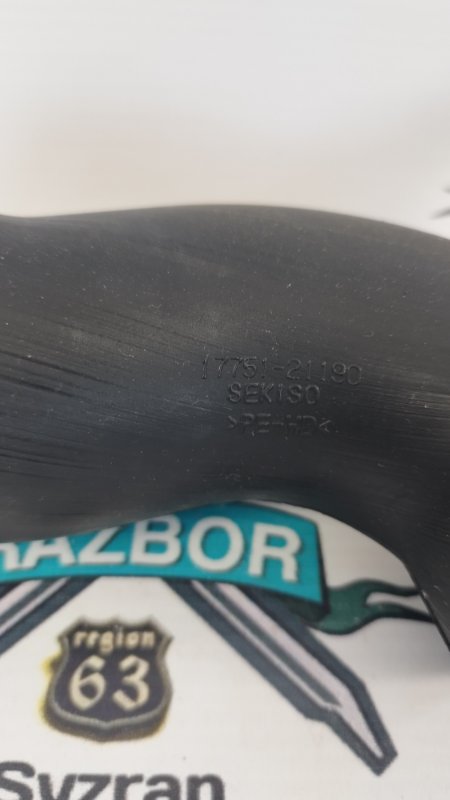 17751-21190
SEKISO
>PE-HD<
RAZBOR
region
63
Syzran